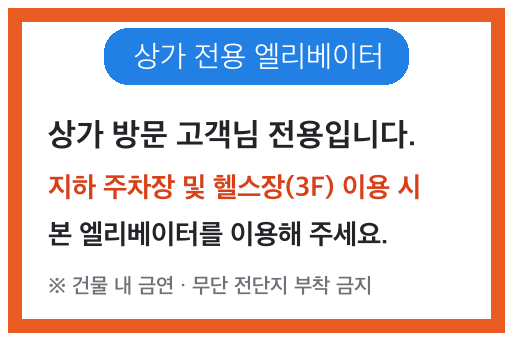 상가 전용 엘리베이터
상가 방문 고객님 전용입니다.
지하 주차장 및 헬스장(3F) 이용 시
본 엘리베이터를 이용해 주세요.
※ 건물 내 금연 · 무단 전단지 부착 금지